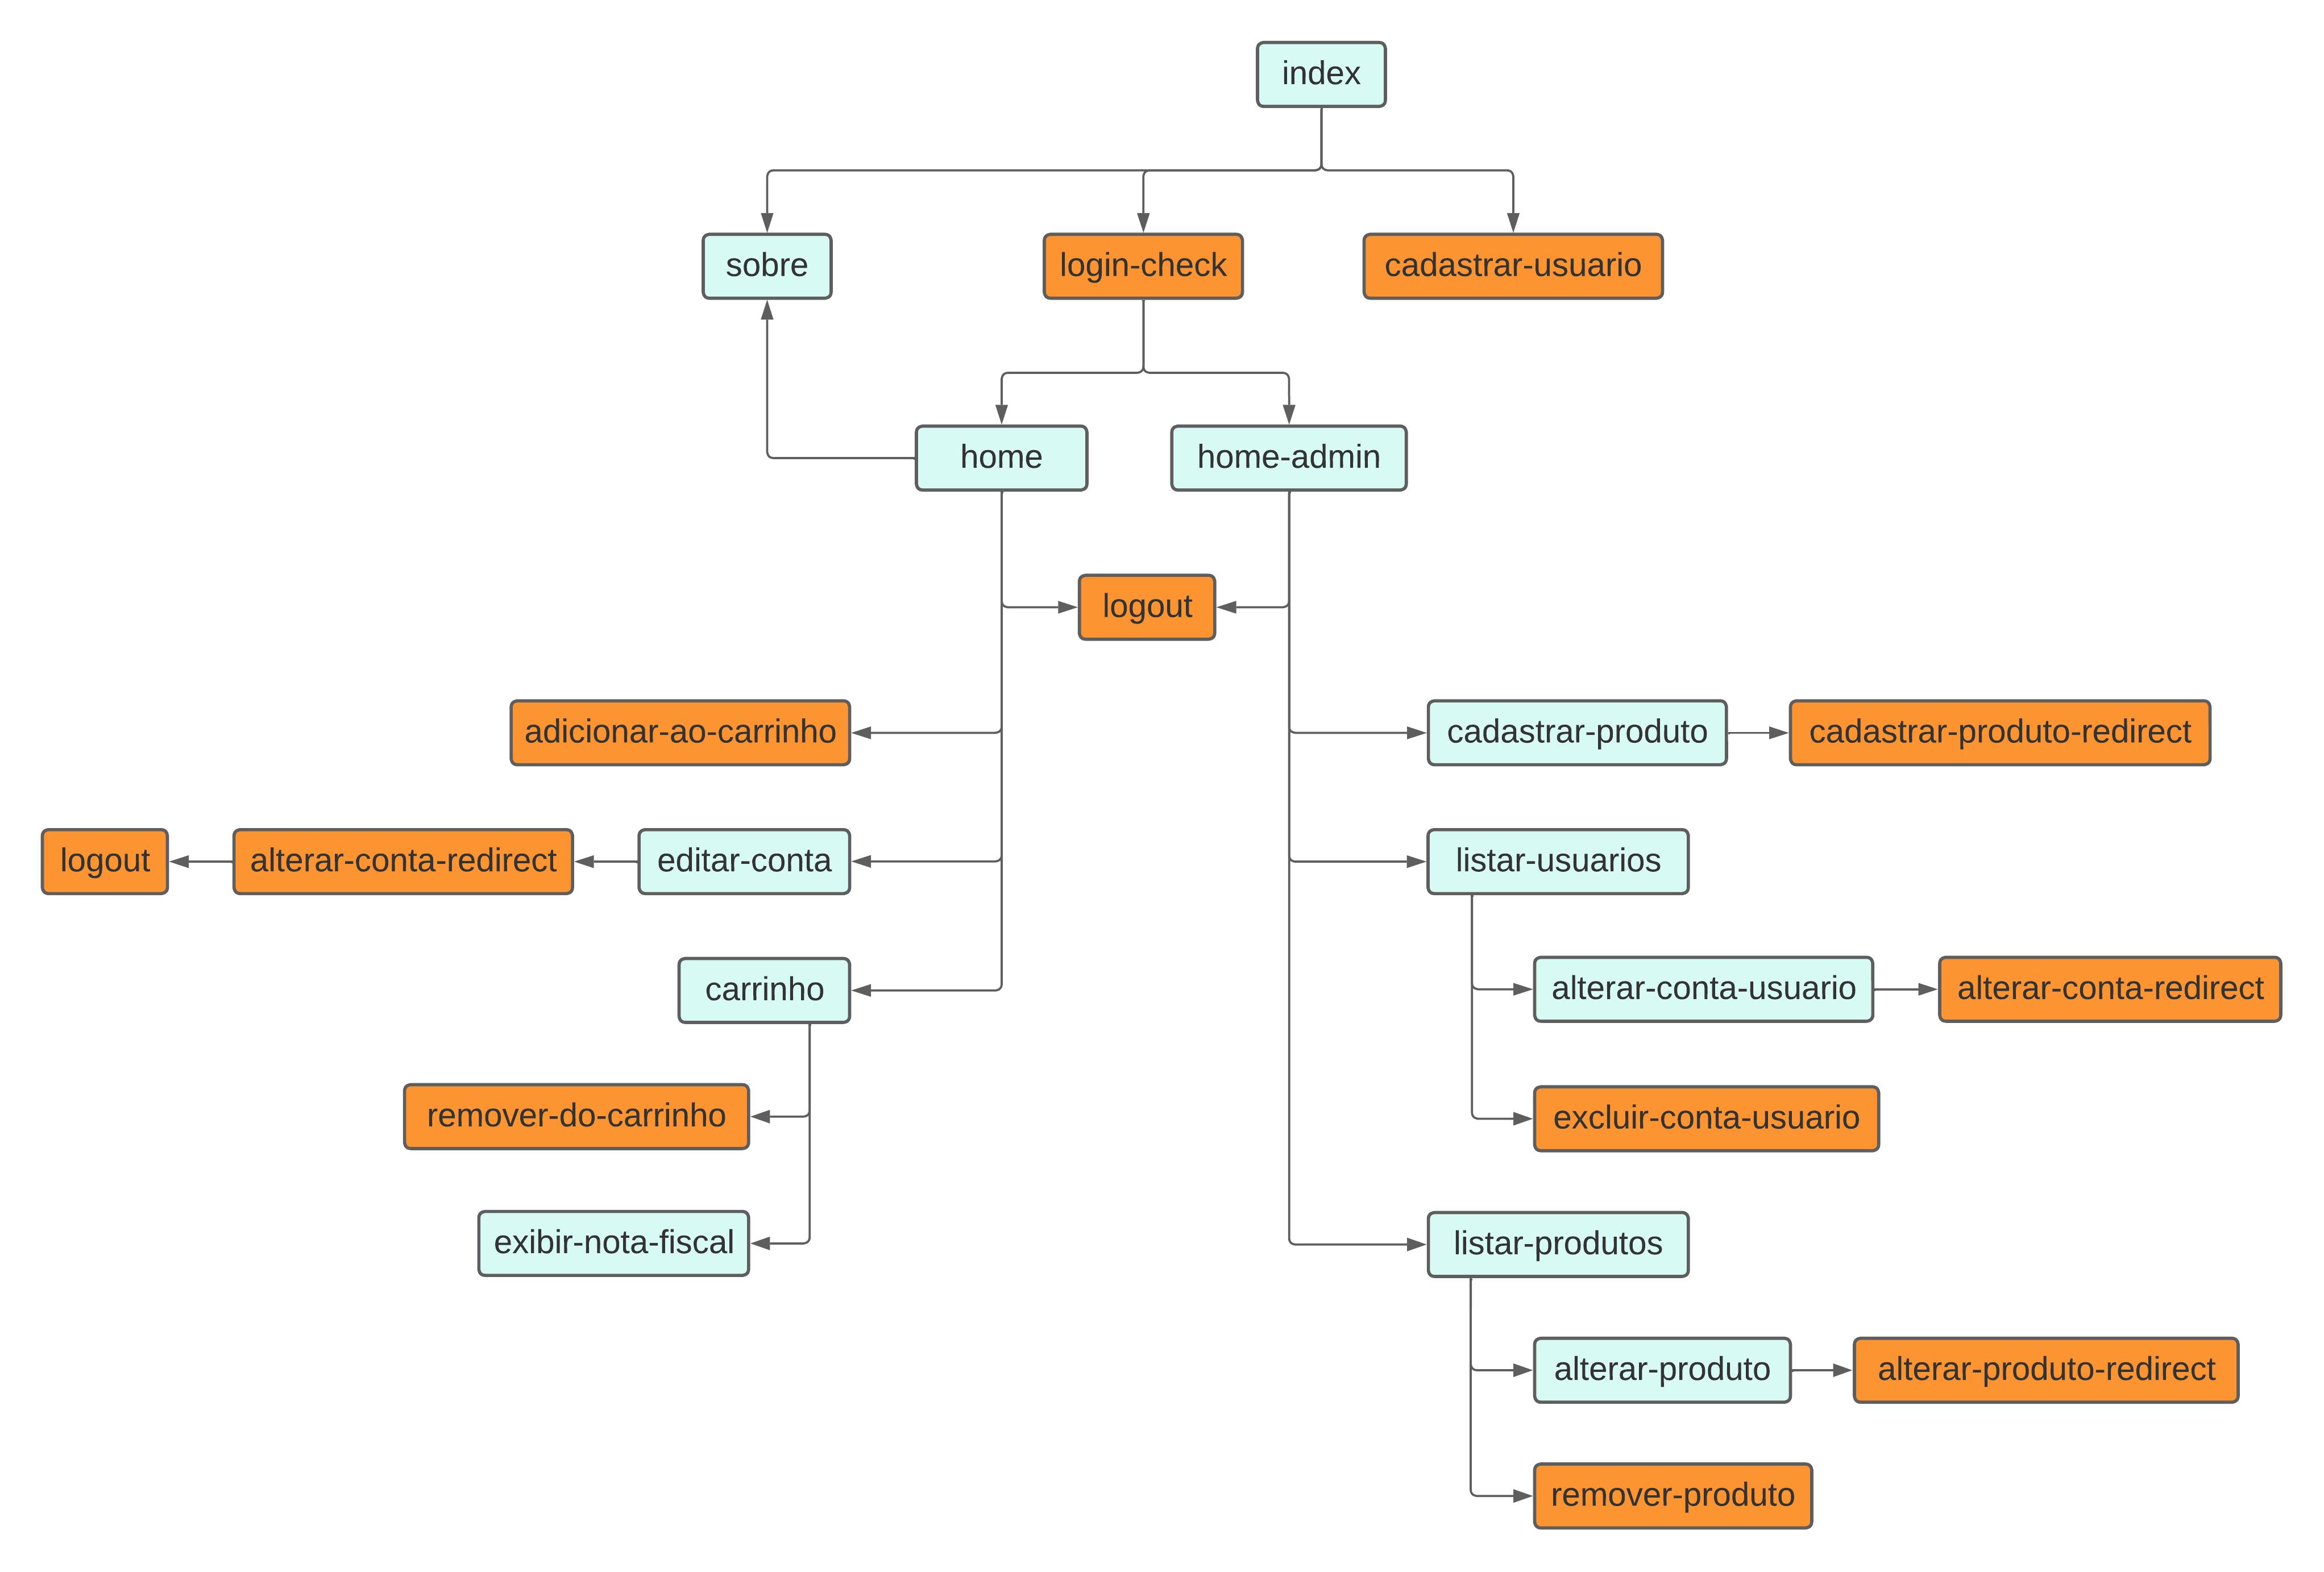 index
sobre
login-check
cadastrar-usuario
home
home-admin
logout
adicionar-ao-carrinho
cadastrar-produto
cadastrar-produto-redirect
logout
alterar-conta-redirect
editar-conta
listar-usuarios
carrinho
alterar-conta-usuario
alterar-conta-redirect
remover-do-carrinho
excluir-conta-usuario
exibir-nota-fiscal
listar-produtos
alterar-produto
alterar-produto-redirect
remover-produto